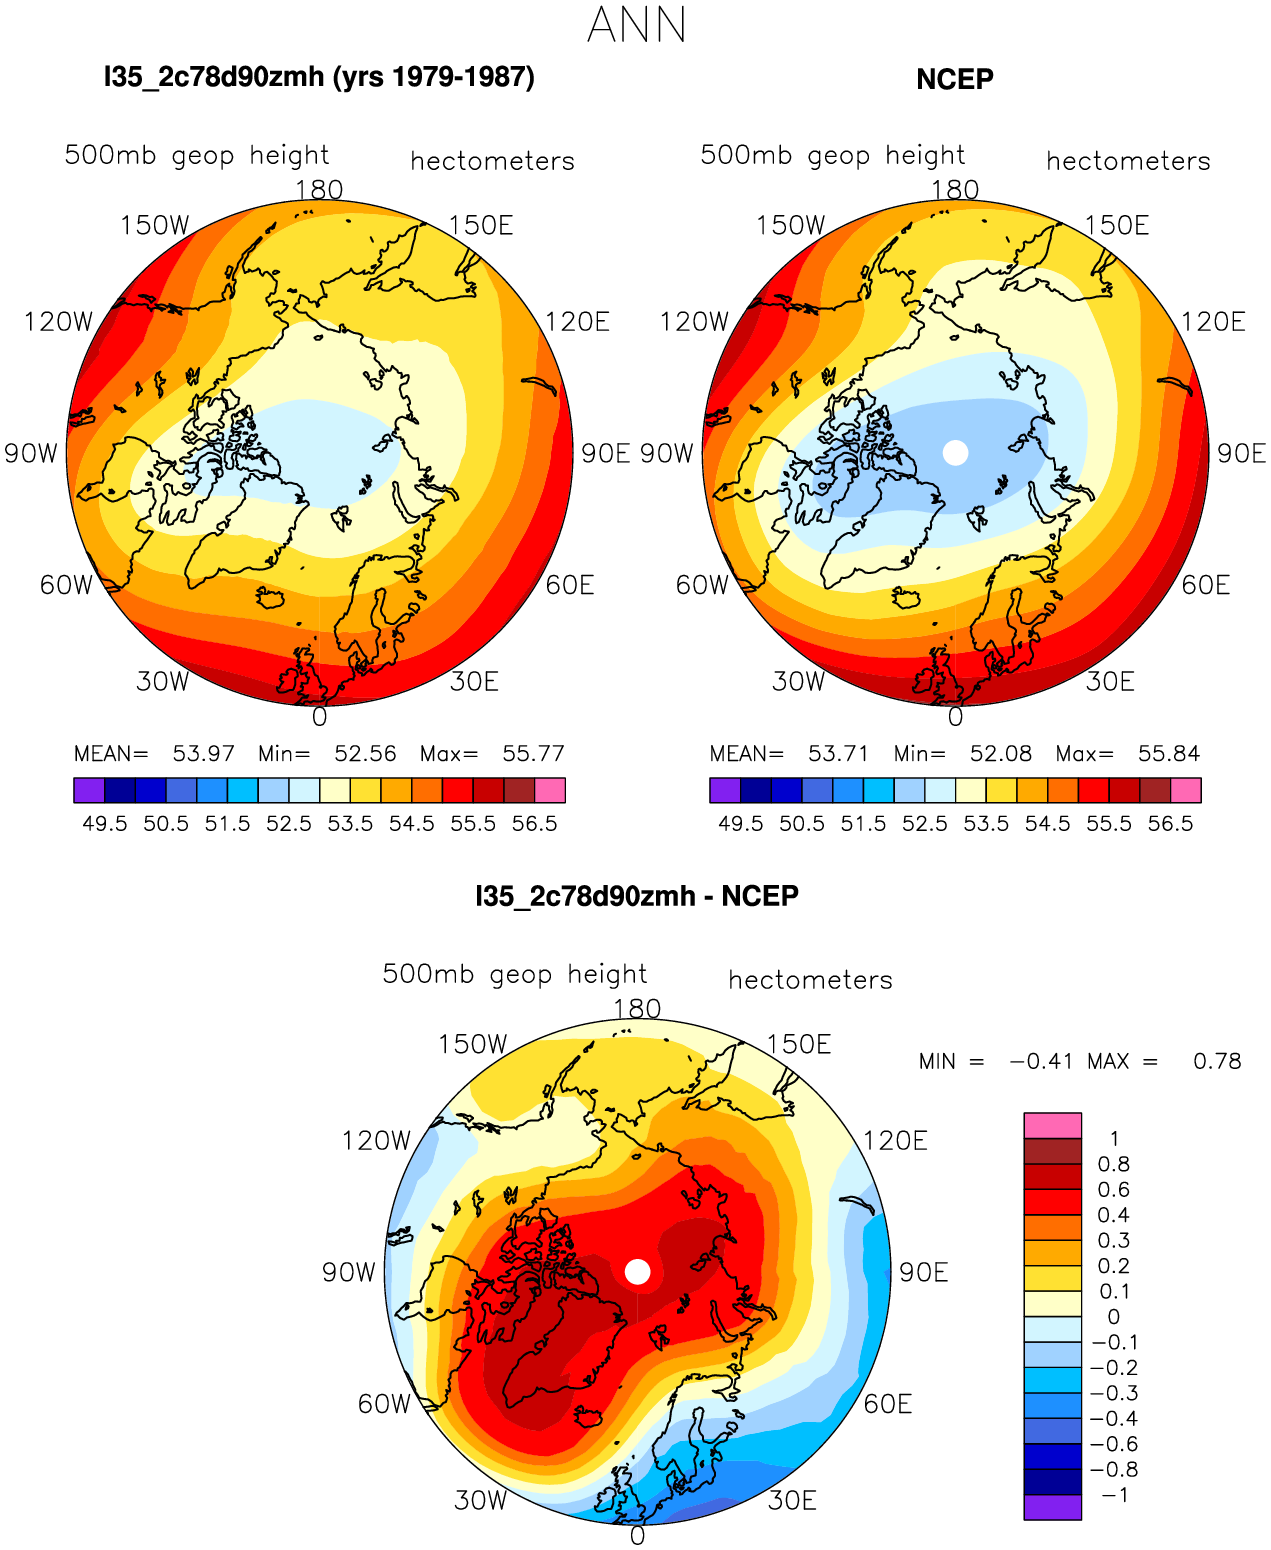 ANN
l35_2c78d90zmh (yrs 1979-1987)
NCEP
500mb geop height hectometers
500mb geop height hectometers
180
180
150W 150E
150W 150E
120W 120E
120W 120E
90W 90E
90W 90E
60W 60E
60W 60E
30W 30E
30W 30E
0
0
MEAN= 53.97 Min= 52.56 Max= 55.77
MEAN= 53.71 Min= 52.08 Max= 55.84
49.5 50.5 51.5 52.5 53.5 54.5 55.5 56.5
49.5 50.5 51.5 52.5 53.5 54.5 55.5 56.5
l35_2c78d90zmh - NCEP
500mb geop height hectometers
180
150W 150E
MIN = -0.41 MAX = 0.78
120W 120E
90W 90E
60W 60E
30W 30E
0
1
0.8
0.6
0.4
0.3
0.2
0.1
0
-0.1
-0.2
-0.3
-0.4
-0.6
-0.8
-1